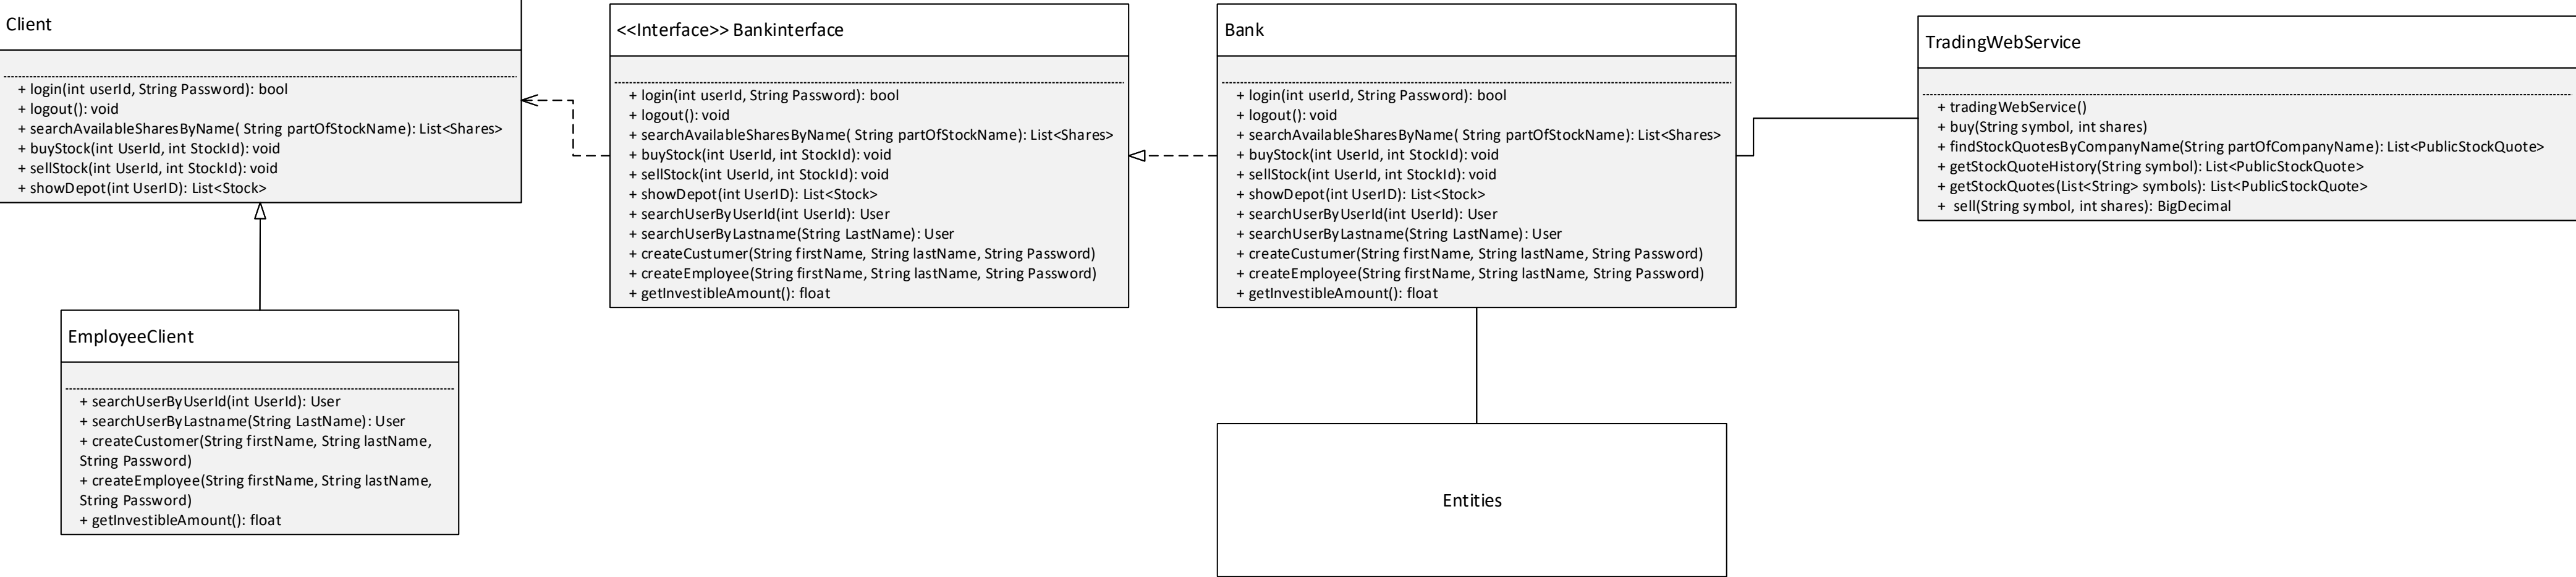 Client
+ login(int userId, String Password): bool
+ logout(): void
+ searchAvailableSharesByName( String partOfStockName): List<Shares>
+ buyStock(int UserId, int StockId): void
+ sellStock(int UserId, int StockId): void
+ showDepot(int UserID): List<Stock>
EmployeeClient
+ searchUserByUserId(int UserId): User
+ searchUserByLastname(String LastName): User
+ createCustomer(String firstName, String lastName,
String Password)
+ createEmployee(String firstName, String lastName,
String Password)
+ getInvestibleAmount(): float
<<Interface>> Bankinterface
+ login(int userId, String Password): bool
+ logout(): void
+ searchAvailableSharesByName( String partOfStockName): List<Shares>
+ buyStock(int UserId, int StockId): void
+ sellStock(int UserId, int StockId): void
+ showDepot(int UserID): List<Stock>
+ searchUserByUserId(int UserId): User
+ searchUserByLastname(String LastName): User
+ createCustumer(String firstName, String lastName, String Password)
+ createEmployee(String firstName, String lastName, String Password)
+ getInvestibleAmount(): float
Bank
+ login(int userId, String Password): bool
+ logout(): void
+ searchAvailableSharesByName( String partOfStockName): List<Shares>
+ buyStock(int UserId, int StockId): void
+ sellStock(int UserId, int StockId): void
+ showDepot(int UserID): List<Stock>
+ searchUserByUserId(int UserId): User
+ searchUserByLastname(String LastName): User
+ createCustumer(String firstName, String lastName, String Password)
+ createEmployee(String firstName, String lastName, String Password)
+ getInvestibleAmount(): float
Entities
TradingWebService
+ tradingWebService()
+ buy(String symbol, int shares)
+ findStockQuotesByCompanyName(String partOfCompanyName): List<PublicStockQuote>
+ getStockQuoteHistory(String symbol): List<PublicStockQuote>
+ getStockQuotes(List<String> symbols): List<PublicStockQuote>
+  sell(String symbol, int shares): BigDecimal